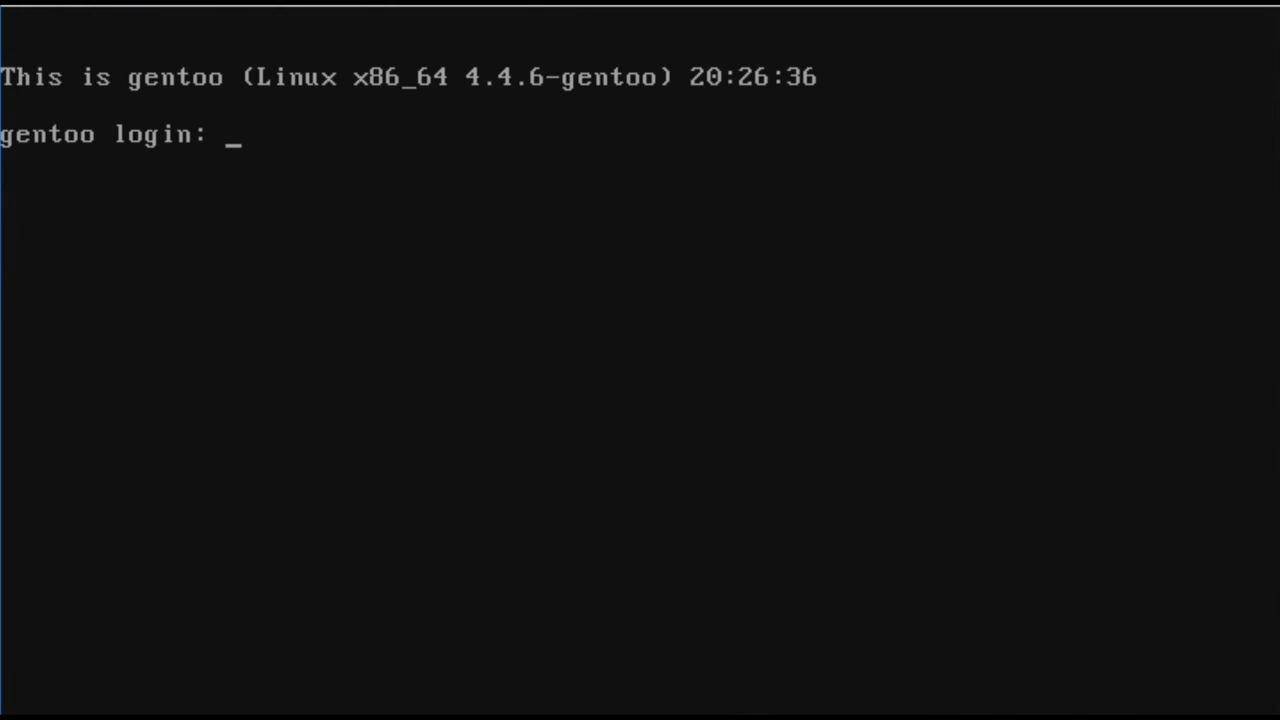 This is gentoo (Linux x86_64 4.4.6-gentoo) 20:26:36
gentoo login: _